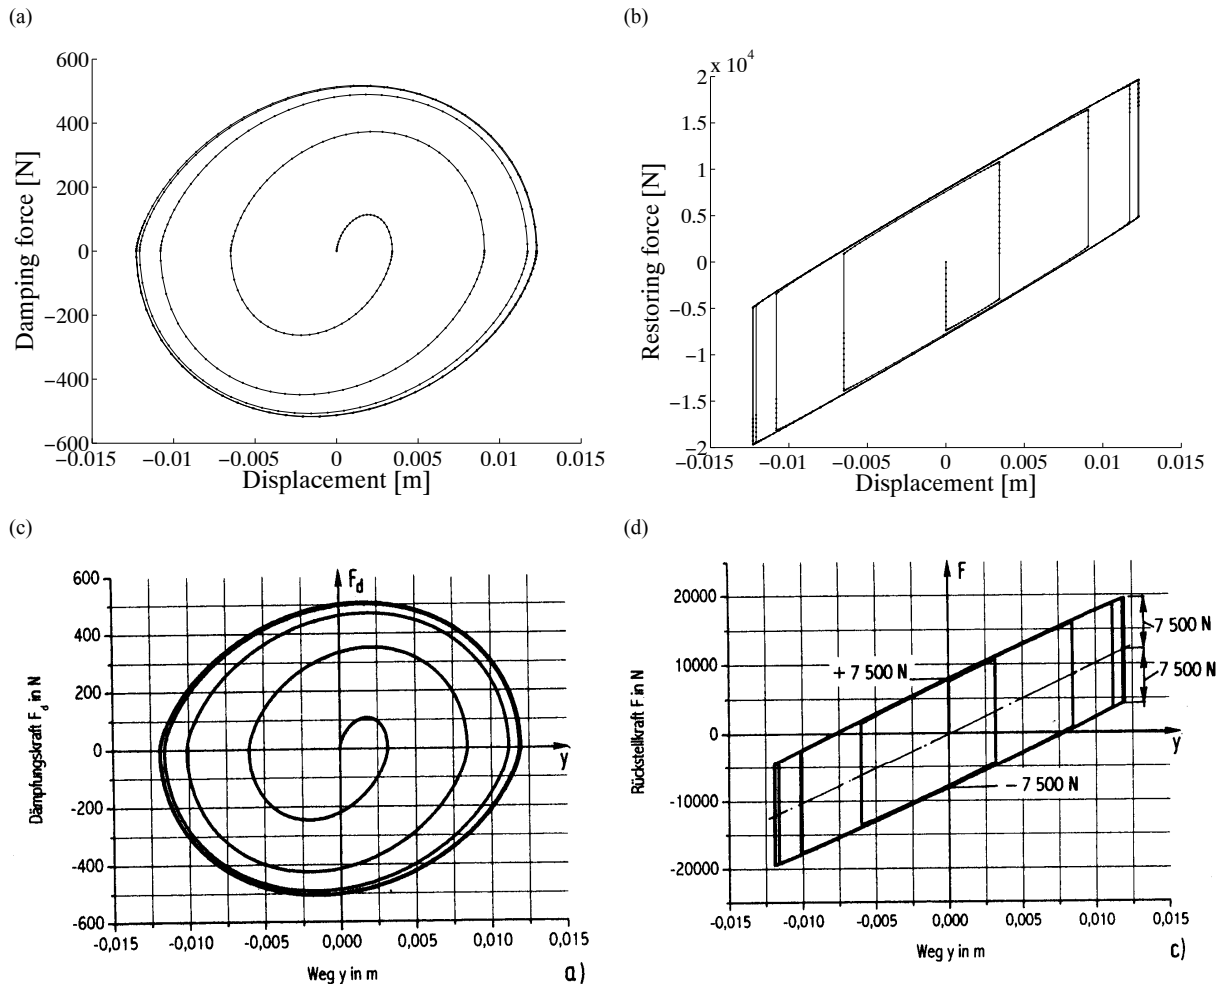 (a)
600
400
200
0
−200
−400
−600
−0.015 −0.01 −0.005 0 0.005 0.01 0.015
Damping force [N]
Displacement [m]
(b)
x 10⁴
2
1.5
1
0.5
0
−0.5
−1
−1.5
−2
−0.015 −0.01 −0.005 0 0.005 0.01 0.015
Restoring force [N]
Displacement [m]
(c)
600
400
200
0
-200
-400
-600
-0,015 -0,010 -0,005 0,000 0,005 0,010 0,015
Dämpfungskraft F_d in N
F_d
y
Weg y in m
a)
(d)
20000
10000
0
-10000
-20000
-0,015 -0,010 -0,005 0,000 0,005 0,010 0,015
Rückstellkraft F in N
F
y
7 500 N
7 500 N
+ 7 500 N
− 7 500 N
Weg y in m
c)